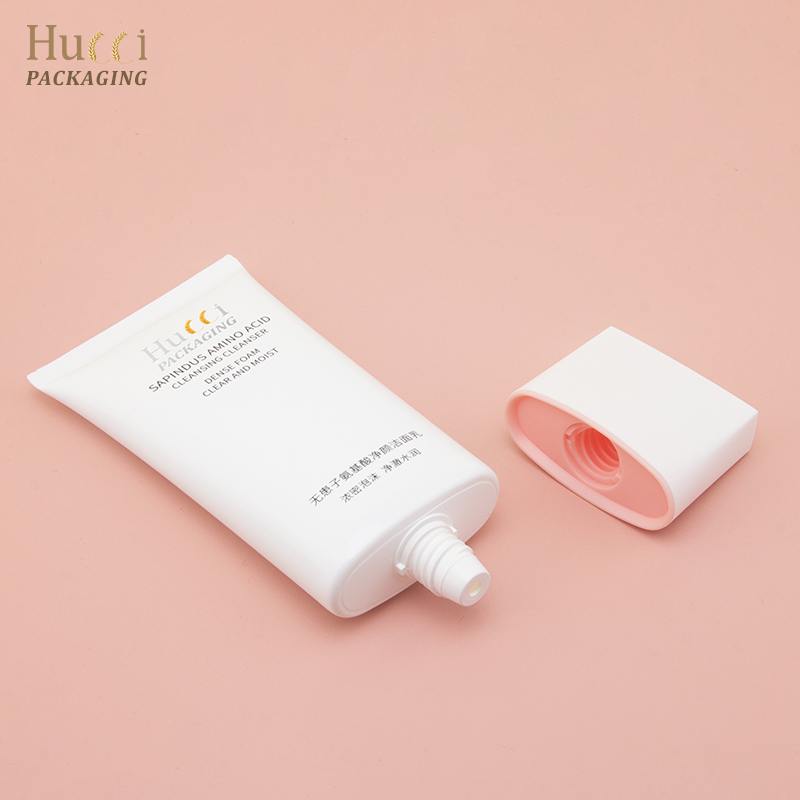 Hucci
PACKAGING
Hucci
PACKAGING
SAPINDUS AMINO ACID
CLEANSING CLEANSER
DENSE FOAM
CLEAR AND MOIST
无患子氨基酸净颜洁面乳
浓密泡沫 净澈水润